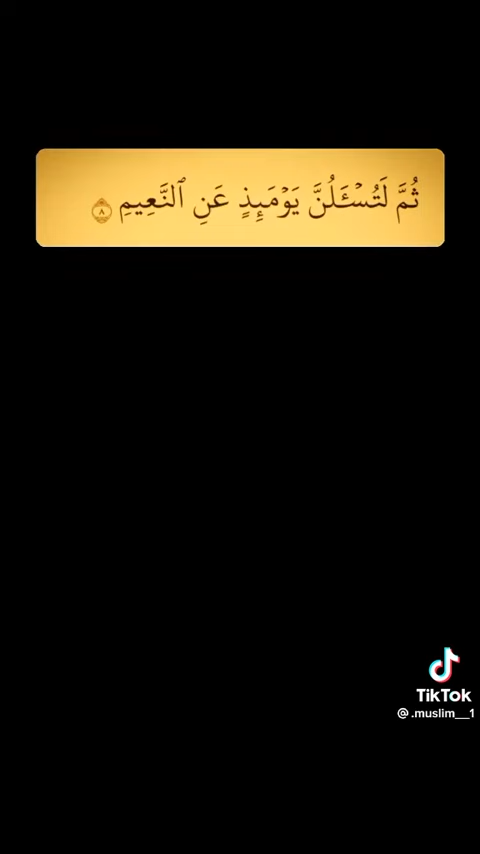 ثُمَّ لَتُسْـَٔلُنَّ يَوْمَئِذٍ عَنِ ٱلنَّعِيمِ ٨
TikTok
@.muslim__1